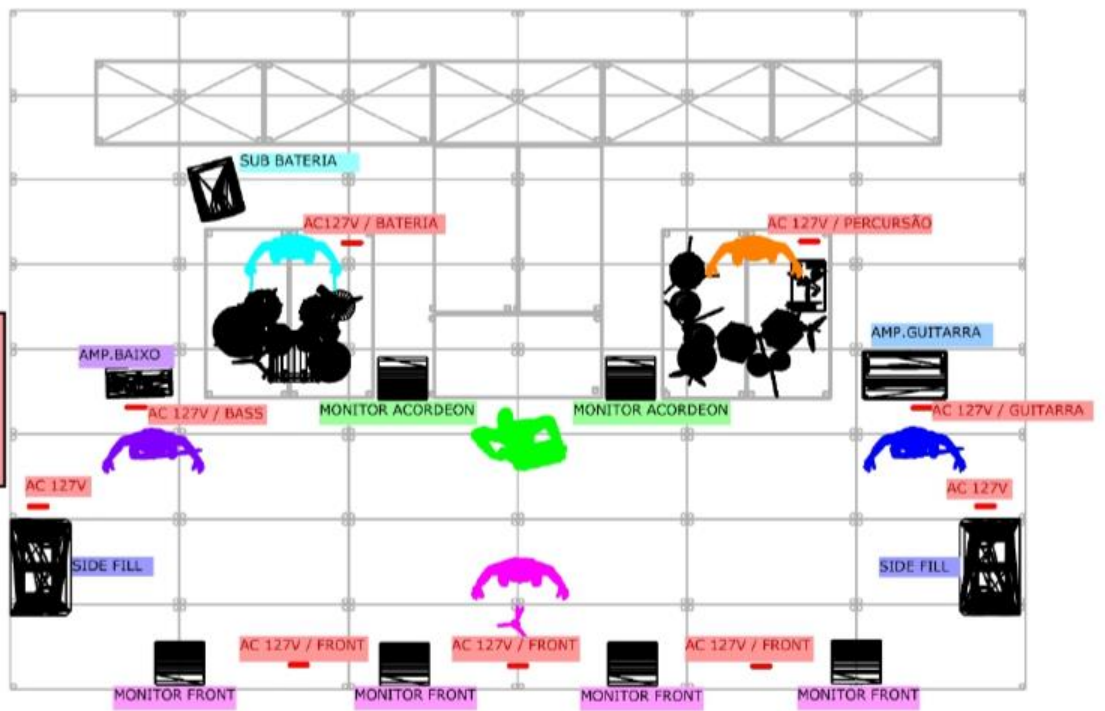 SUB BATERIA
AC127V / BATERIA
AC 127V / PERCURSÃO
AMP.BAIXO
AMP.GUITARRA
AC 127V / BASS
MONITOR ACORDEON
MONITOR ACORDEON
AC 127V / GUITARRA
AC 127V
AC 127V
SIDE FILL
SIDE FILL
AC 127V / FRONT
AC 127V / FRONT
AC 127V / FRONT
MONITOR FRONT
MONITOR FRONT
MONITOR FRONT
MONITOR FRONT